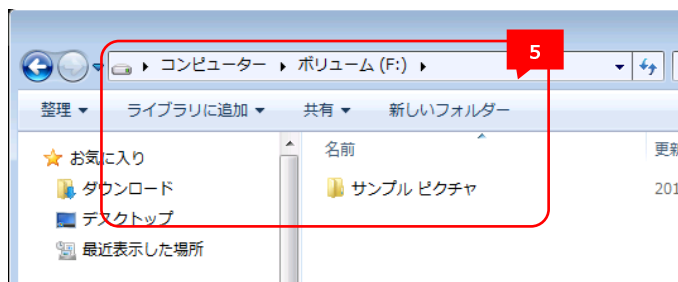 5
コンピューター ボリューム (F:)
整理 ライブラリに追加 共有 新しいフォルダー
お気に入り
ダウンロード
デスクトップ
最近表示した場所
名前 更新
サンプル ピクチャ 201